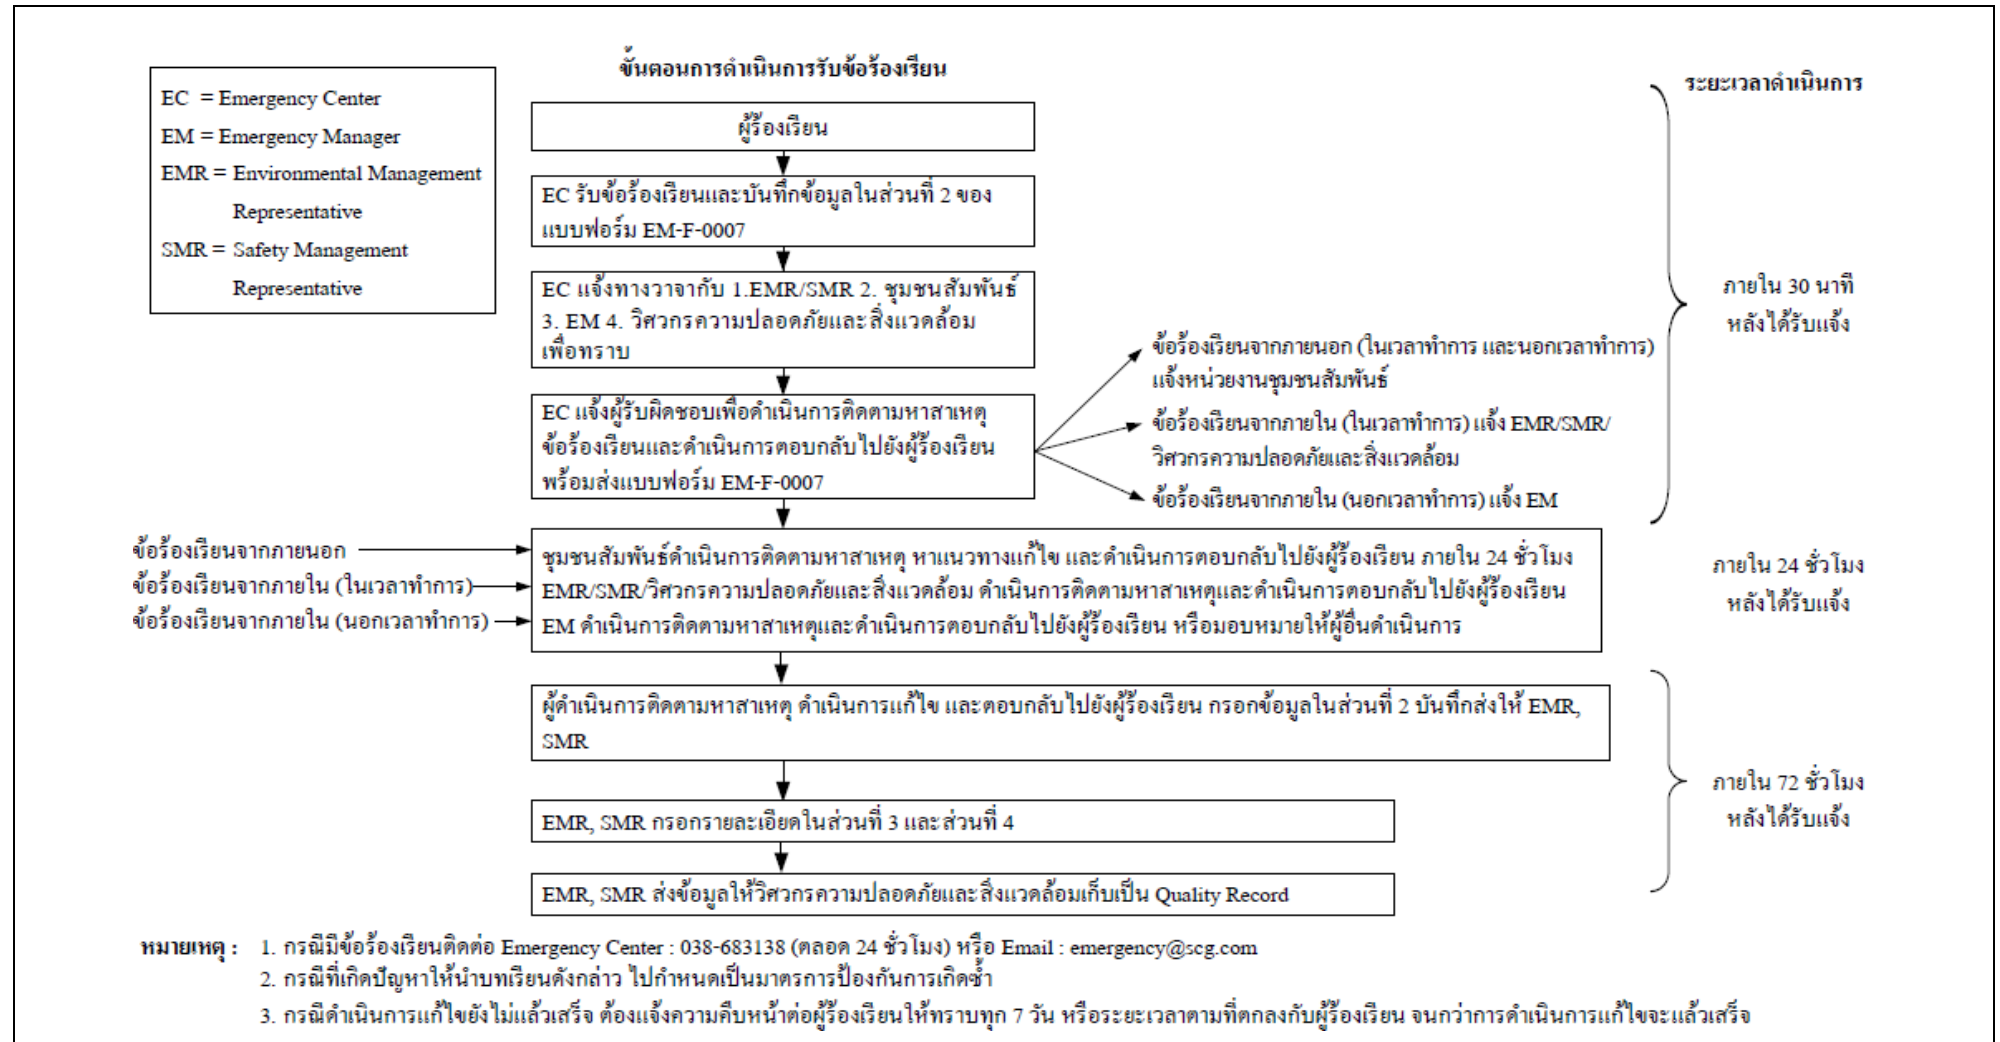 ขั้นตอนการดำเนินการรับข้อร้องเรียน
ระยะเวลาดำเนินการ
EC = Emergency Center
EM = Emergency Manager
EMR = Environmental Management
Representative
SMR = Safety Management
Representative
ผู้ร้องเรียน
EC รับข้อร้องเรียนและบันทึกข้อมูลในส่วนที่ 2 ของ
แบบฟอร์ม EM-F-0007
EC แจ้งทางวาจากับ 1.EMR/SMR 2. ชุมชนสัมพันธ์
3. EM 4. วิศวกรความปลอดภัยและสิ่งแวดล้อม
เพื่อทราบ
EC แจ้งผู้รับผิดชอบเพื่อดำเนินการติดตามหาสาเหตุ
ข้อร้องเรียนและดำเนินการตอบกลับไปยังผู้ร้องเรียน
พร้อมส่งแบบฟอร์ม EM-F-0007
ข้อร้องเรียนจากภายนอก (ในเวลาทำการ และนอกเวลาทำการ)
แจ้งหน่วยงานชุมชนสัมพันธ์
ข้อร้องเรียนจากภายใน (ในเวลาทำการ) แจ้ง EMR/SMR/
วิศวกรความปลอดภัยและสิ่งแวดล้อม
ข้อร้องเรียนจากภายใน (นอกเวลาทำการ) แจ้ง EM
ภายใน 30 นาที
หลังได้รับแจ้ง
ข้อร้องเรียนจากภายนอก
ข้อร้องเรียนจากภายใน (ในเวลาทำการ)
ข้อร้องเรียนจากภายใน (นอกเวลาทำการ)
ชุมชนสัมพันธ์ดำเนินการติดตามหาสาเหตุ หาแนวทางแก้ไข และดำเนินการตอบกลับไปยังผู้ร้องเรียน ภายใน 24 ชั่วโมง
EMR/SMR/วิศวกรความปลอดภัยและสิ่งแวดล้อม ดำเนินการติดตามหาสาเหตุและดำเนินการตอบกลับไปยังผู้ร้องเรียน
EM ดำเนินการติดตามหาสาเหตุและดำเนินการตอบกลับไปยังผู้ร้องเรียน หรือมอบหมายให้ผู้อื่นดำเนินการ
ภายใน 24 ชั่วโมง
หลังได้รับแจ้ง
ผู้ดำเนินการติดตามหาสาเหตุ ดำเนินการแก้ไข และตอบกลับไปยังผู้ร้องเรียน กรอกข้อมูลในส่วนที่ 2 บันทึกส่งให้ EMR,
SMR
EMR, SMR กรอกรายละเอียดในส่วนที่ 3 และส่วนที่ 4
EMR, SMR ส่งข้อมูลให้วิศวกรความปลอดภัยและสิ่งแวดล้อมเก็บเป็น Quality Record
ภายใน 72 ชั่วโมง
หลังได้รับแจ้ง
หมายเหตุ : 1. กรณีมีข้อร้องเรียนติดต่อ Emergency Center : 038-683138 (ตลอด 24 ชั่วโมง) หรือ Email : emergency@scg.com
2. กรณีที่เกิดปัญหาให้นำบทเรียนดังกล่าว ไปกำหนดเป็นมาตรการป้องกันการเกิดซ้ำ
3. กรณีดำเนินการแก้ไขยังไม่แล้วเสร็จ ต้องแจ้งความคืบหน้าต่อผู้ร้องเรียนให้ทราบทุก 7 วัน หรือระยะเวลาตามที่ตกลงกับผู้ร้องเรียน จนกว่าการดำเนินการแก้ไขจะแล้วเสร็จ